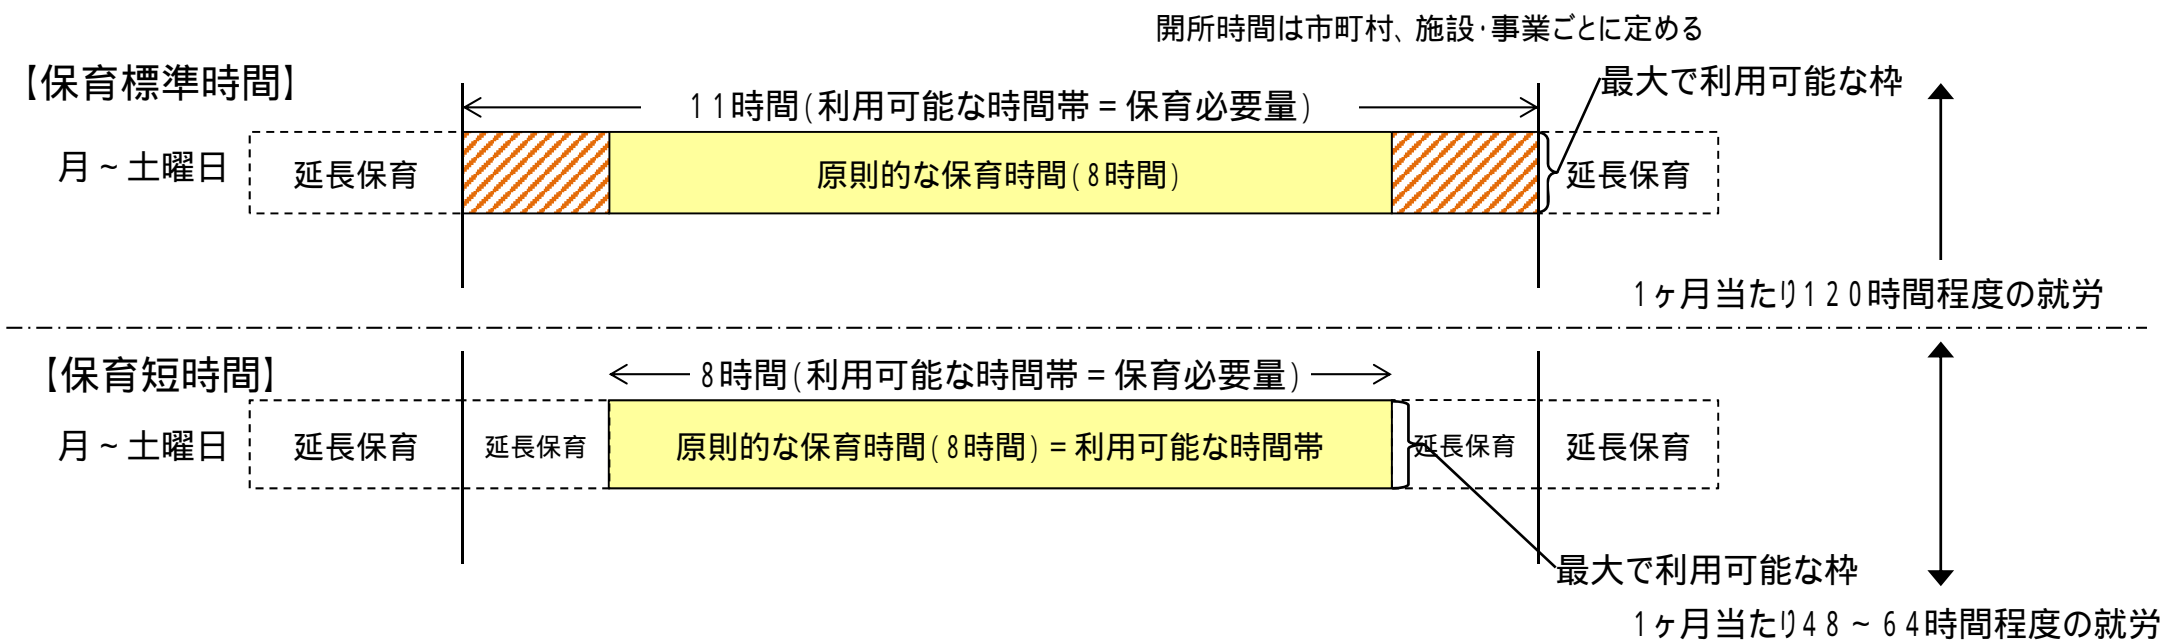 開所時間は市町村、施設・事業ごとに定める
【保育標準時間】
11時間(利用可能な時間帯=保育必要量)
最大で利用可能な枠
月~土曜日
延長保育
原則的な保育時間(8時間)
延長保育
1ヶ月当たり120時間程度の就労
【保育短時間】
8時間(利用可能な時間帯=保育必要量)
月~土曜日
延長保育
延長保育
原則的な保育時間(8時間)=利用可能な時間帯
延長保育
延長保育
最大で利用可能な枠
1ヶ月当たり48~64時間程度の就労